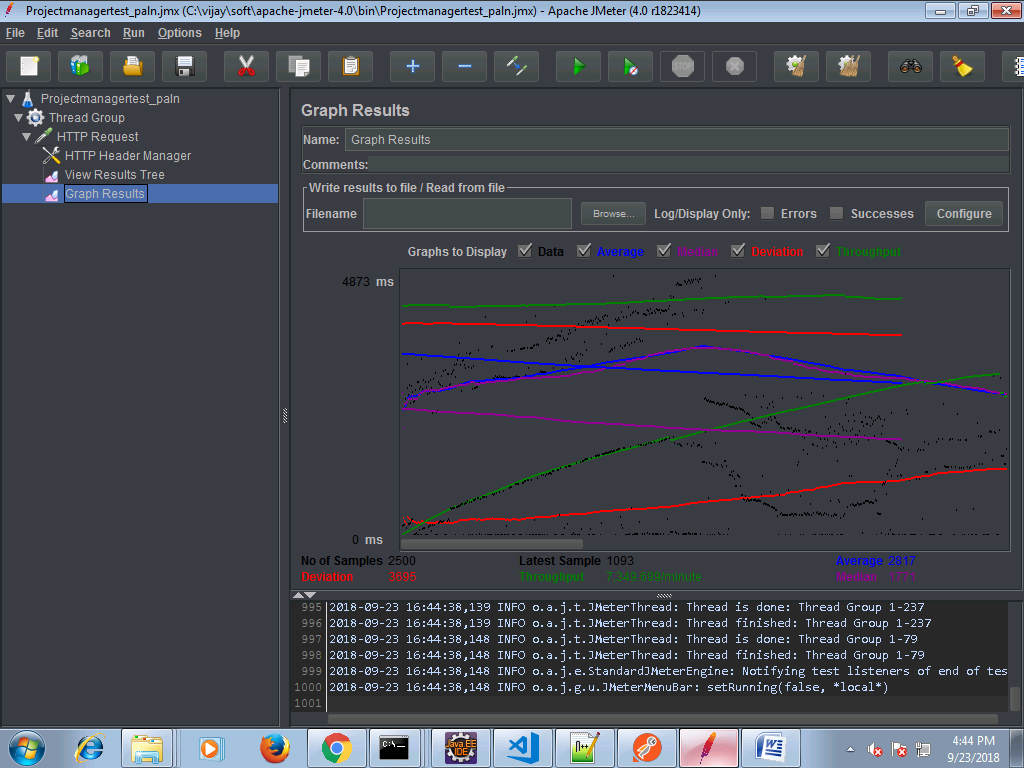 Projectmanagertest_paln.jmx (C:\vijay\soft\apache-jmeter-4.0\bin\Projectmanagertest_paln.jmx) - Apache JMeter (4.0 r1823414)
File Edit Search Run Options Help
STOP
Projectmanagertest_paln
Thread Group
HTTP Request
HTTP Header Manager
View Results Tree
Graph Results
Graph Results
Name: Graph Results
Comments:
Write results to file / Read from file
Filename Browse... Log/Display Only: Errors Successes Configure
Graphs to Display Data Average Median Deviation Throughput
4873 ms
0 ms
No of Samples 2500 Latest Sample 1093 Average 2817
Deviation 3695 Throughput 7,349.699/minute Median
995 2018-09-23 16:44:38,139 INFO o.a.j.t.JMeterThread: Thread is done: Thread Group 1-237
996 2018-09-23 16:44:38,139 INFO o.a.j.t.JMeterThread: Thread finished: Thread Group 1-237
997 2018-09-23 16:44:38,148 INFO o.a.j.t.JMeterThread: Thread is done: Thread Group 1-79
998 2018-09-23 16:44:38,148 INFO o.a.j.t.JMeterThread: Thread finished: Thread Group 1-79
999 2018-09-23 16:44:38,148 INFO o.a.j.e.StandardJMeterEngine: Notifying test listeners of end of tes
1000 2018-09-23 16:44:38,148 INFO o.a.j.g.u.JMeterMenuBar: setRunning(false, *local*)
1001
Java EE
IDE
4:44 PM
9/23/2018